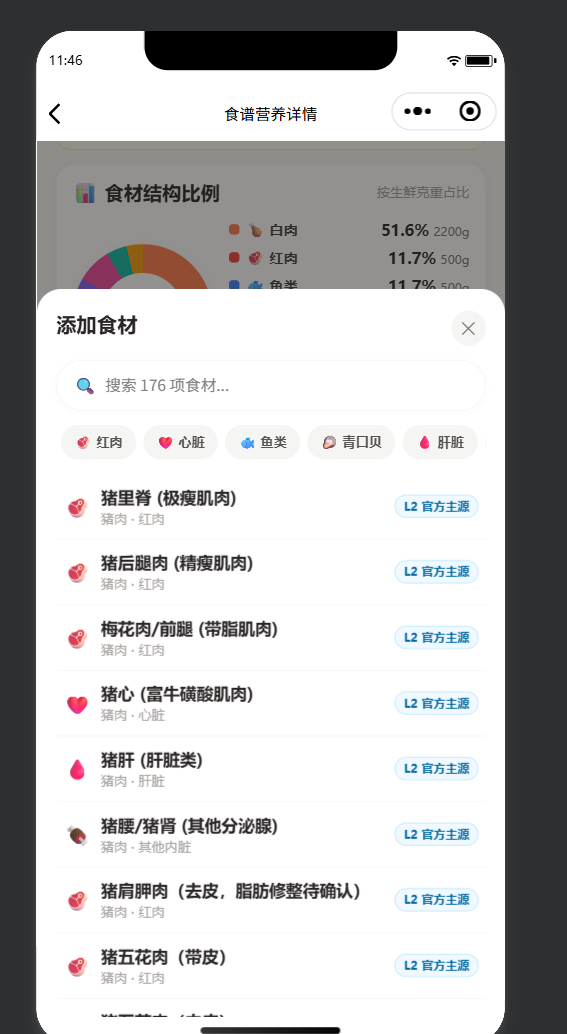 11:46
食谱营养详情
食材结构比例
按生鲜克重占比
白肉 51.6% 2200g
红肉 11.7% 500g
鱼类 11.7% 500g
添加食材
搜索 176 项食材...
红肉 心脏 鱼类 青口贝 肝脏
猪里脊 (极瘦肌肉)
猪肉 · 红肉
L2 官方主源
猪后腿肉 (精瘦肌肉)
猪肉 · 红肉
L2 官方主源
梅花肉/前腿 (带脂肌肉)
猪肉 · 红肉
L2 官方主源
猪心 (富牛磺酸肌肉)
猪肉 · 心脏
L2 官方主源
猪肝 (肝脏类)
猪肉 · 肝脏
L2 官方主源
猪腰/猪肾 (其他分泌腺)
猪肉 · 其他内脏
L2 官方主源
猪肩胛肉（去皮，脂肪修整待确认）
猪肉 · 红肉
L2 官方主源
猪五花肉（带皮）
猪肉 · 红肉
L2 官方主源